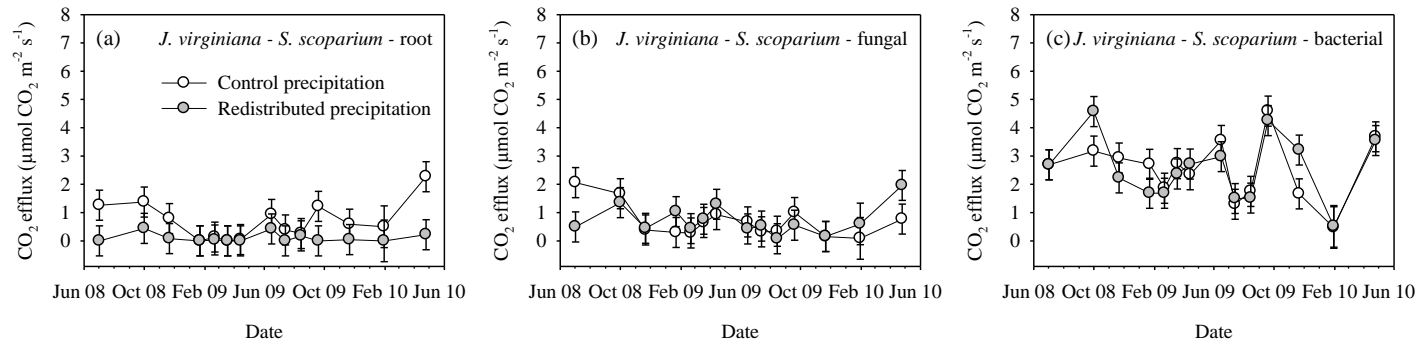 (a) J. virginiana - S. scoparium - root
Control precipitation
Redistributed precipitation
CO2 efflux (µmol CO2 m-2 s-1)
8
7
6
5
4
3
2
1
0
Jun 08 Oct 08 Feb 09 Jun 09 Oct 09 Feb 10 Jun 10
Date
(b) J. virginiana - S. scoparium - fungal
CO2 efflux (µmol CO2 m-2 s-1)
8
7
6
5
4
3
2
1
0
Jun 08 Oct 08 Feb 09 Jun 09 Oct 09 Feb 10 Jun 10
Date
(c) J. virginiana - S. scoparium - bacterial
CO2 efflux (µmol CO2 m-2 s-1)
8
7
6
5
4
3
2
1
0
Jun 08 Oct 08 Feb 09 Jun 09 Oct 09 Feb 10 Jun 10
Date